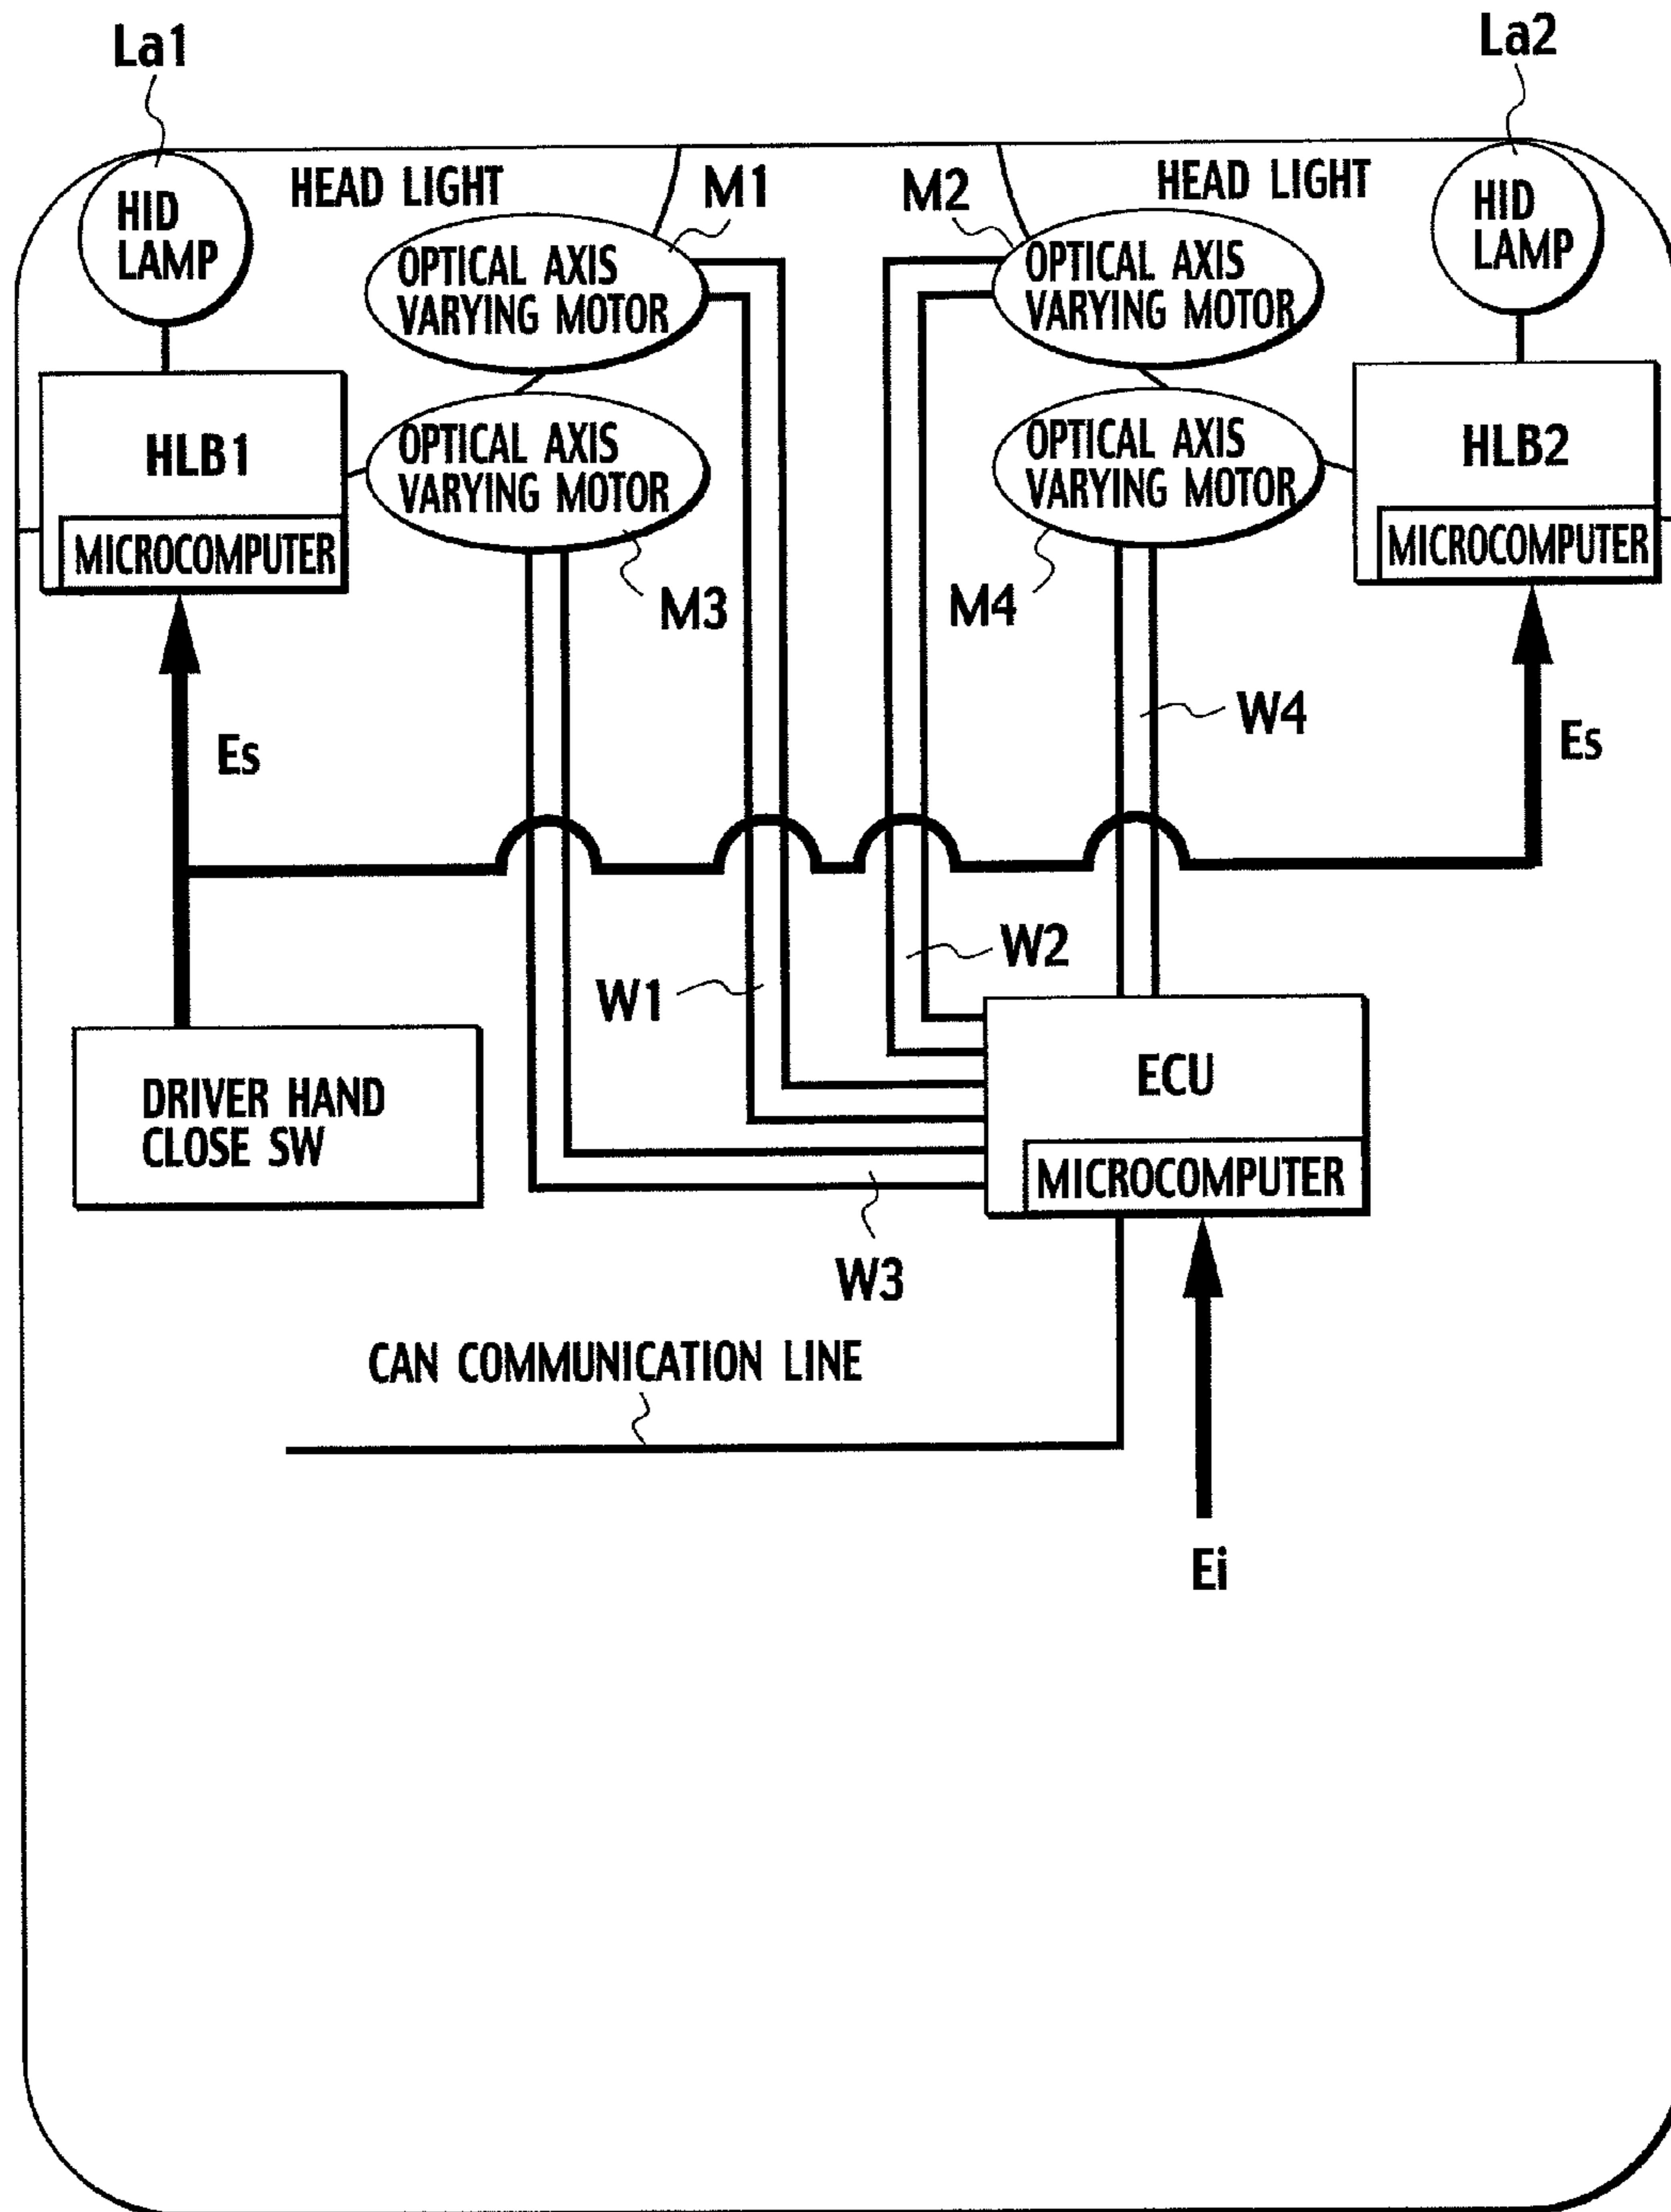 La1
La2
HEAD LIGHT
HEAD LIGHT
HID
LAMP
M1
M2
HID
LAMP
OPTICAL AXIS
VARYING MOTOR
OPTICAL AXIS
VARYING MOTOR
HLB1
MICROCOMPUTER
OPTICAL AXIS
VARYING MOTOR
OPTICAL AXIS
VARYING MOTOR
HLB2
MICROCOMPUTER
M3
M4
Es
W4
Es
W1
W2
DRIVER HAND
CLOSE SW
ECU
MICROCOMPUTER
W3
CAN COMMUNICATION LINE
Ei